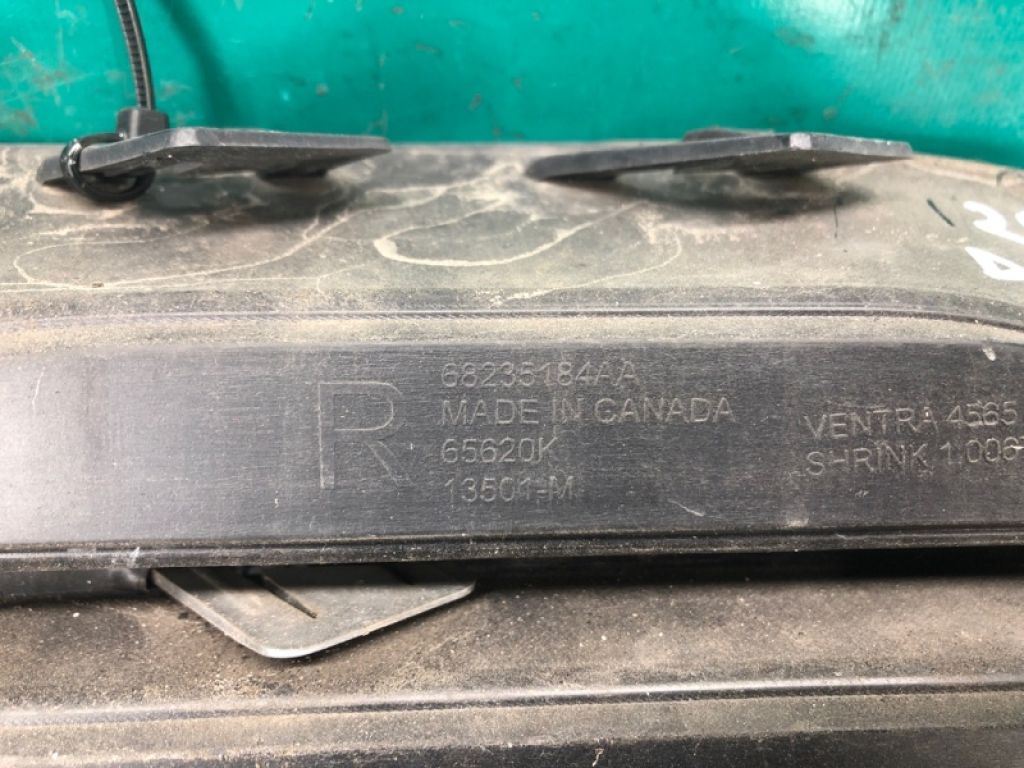 R
68235184AA
MADE IN CANADA
65620K
13501-M
VENTRA 4565
SHRINK 1.006